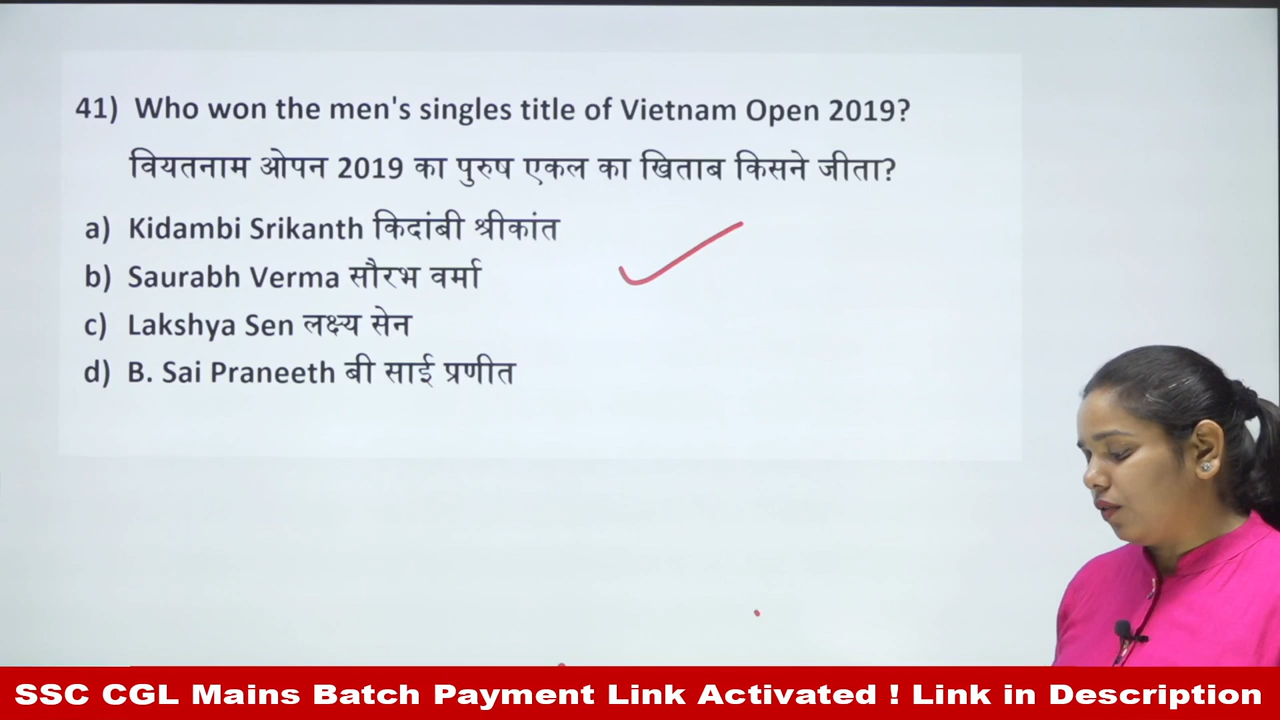 41) Who won the men's singles title of Vietnam Open 2019?
वियतनाम ओपन 2019 का पुरुष एकल का खिताब किसने जीता?
a) Kidambi Srikanth किदांबी श्रीकांत
b) Saurabh Verma सौरभ वर्मा
c) Lakshya Sen लक्ष्य सेन
d) B. Sai Praneeth बी साई प्रणीत
SSC CGL Mains Batch Payment Link Activated ! Link in Description